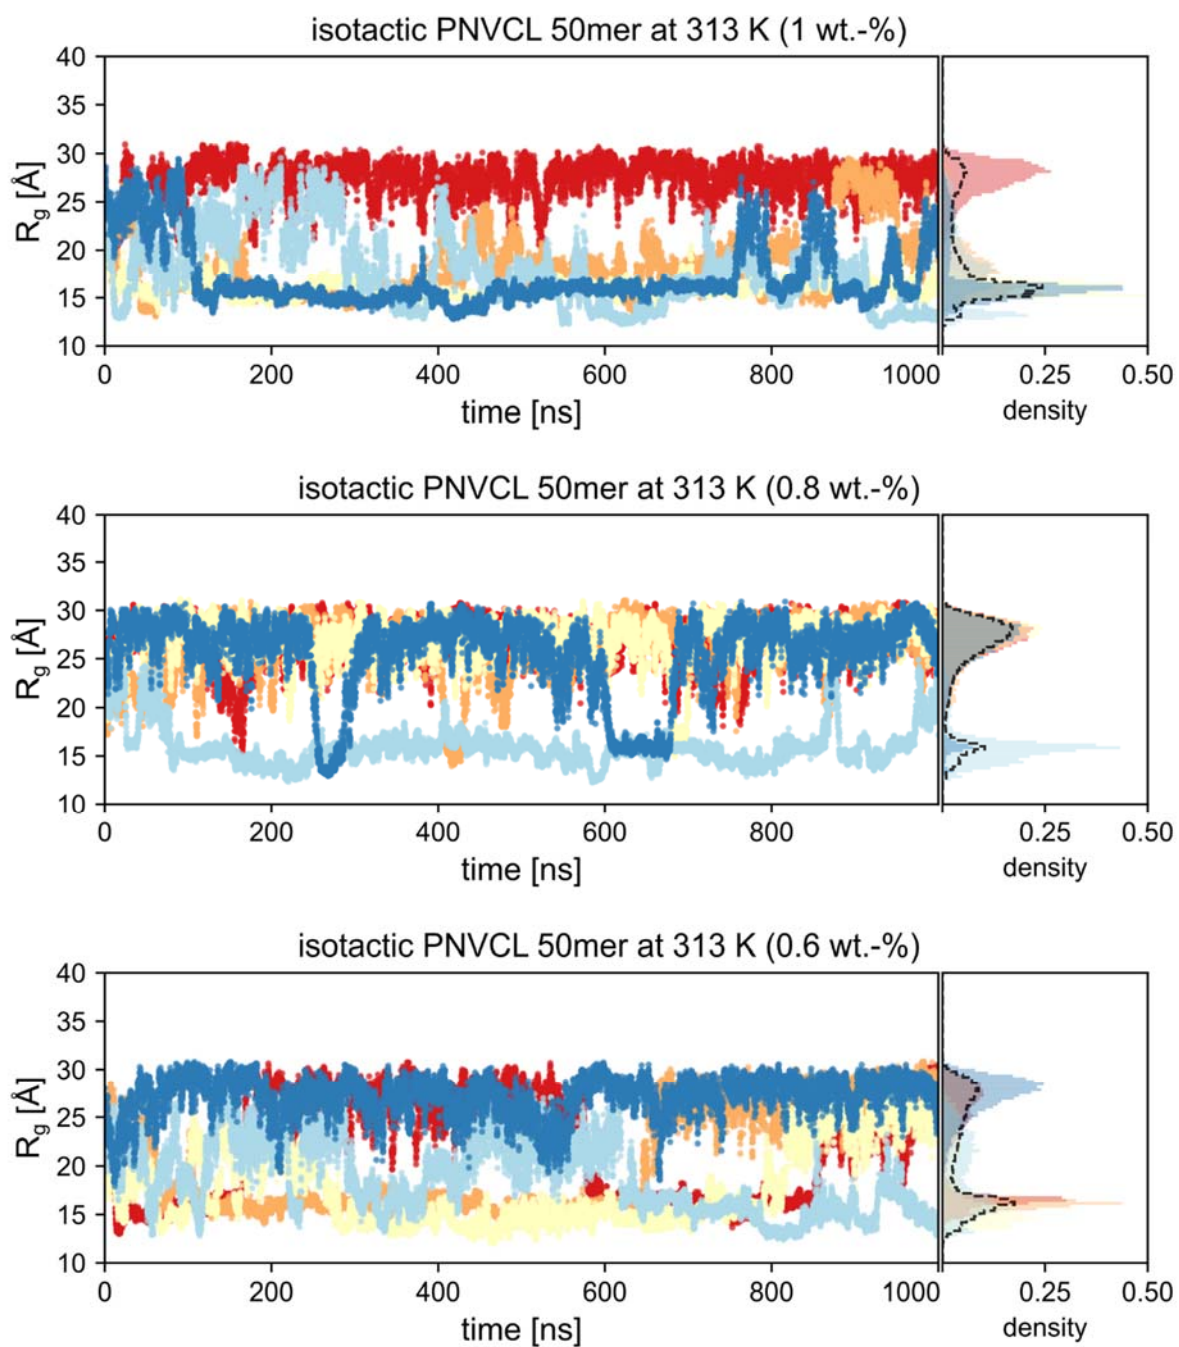 isotactic PNVCL 50mer at 313 K (1 wt.-%)
40
35
30
25
20
15
10
Rg [Å]
0 200 400 600 800 1000 0.25 0.50
time [ns] density
isotactic PNVCL 50mer at 313 K (0.8 wt.-%)
40
35
30
25
20
15
10
Rg [Å]
0 200 400 600 800 0.25 0.50
time [ns] density
isotactic PNVCL 50mer at 313 K (0.6 wt.-%)
40
35
30
25
20
15
10
Rg [Å]
0 200 400 600 800 1000 0.25 0.50
time [ns] density